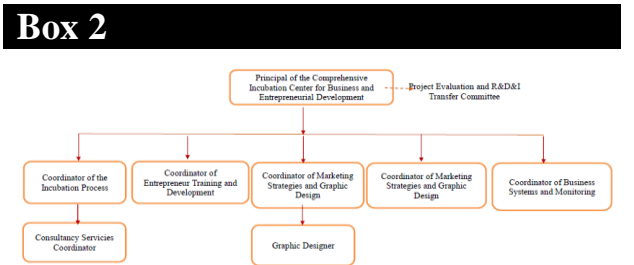 Box 2
Principal of the Comprehensive
Incubation Center for Business and
Entrepreneurial Development
Project Evaluation and R&D&I
Transfer Committee
Coordinator of the
Incubation Process
Coordinator of
Entrepreneur Training and
Development
Coordinator of Marketing
Strategies and Graphic
Design
Coordinator of Marketing
Strategies and Graphic
Design
Coordinator of Business
Systems and Monitoring
Consultancy Servicies
Coordinator
Graphic Designer